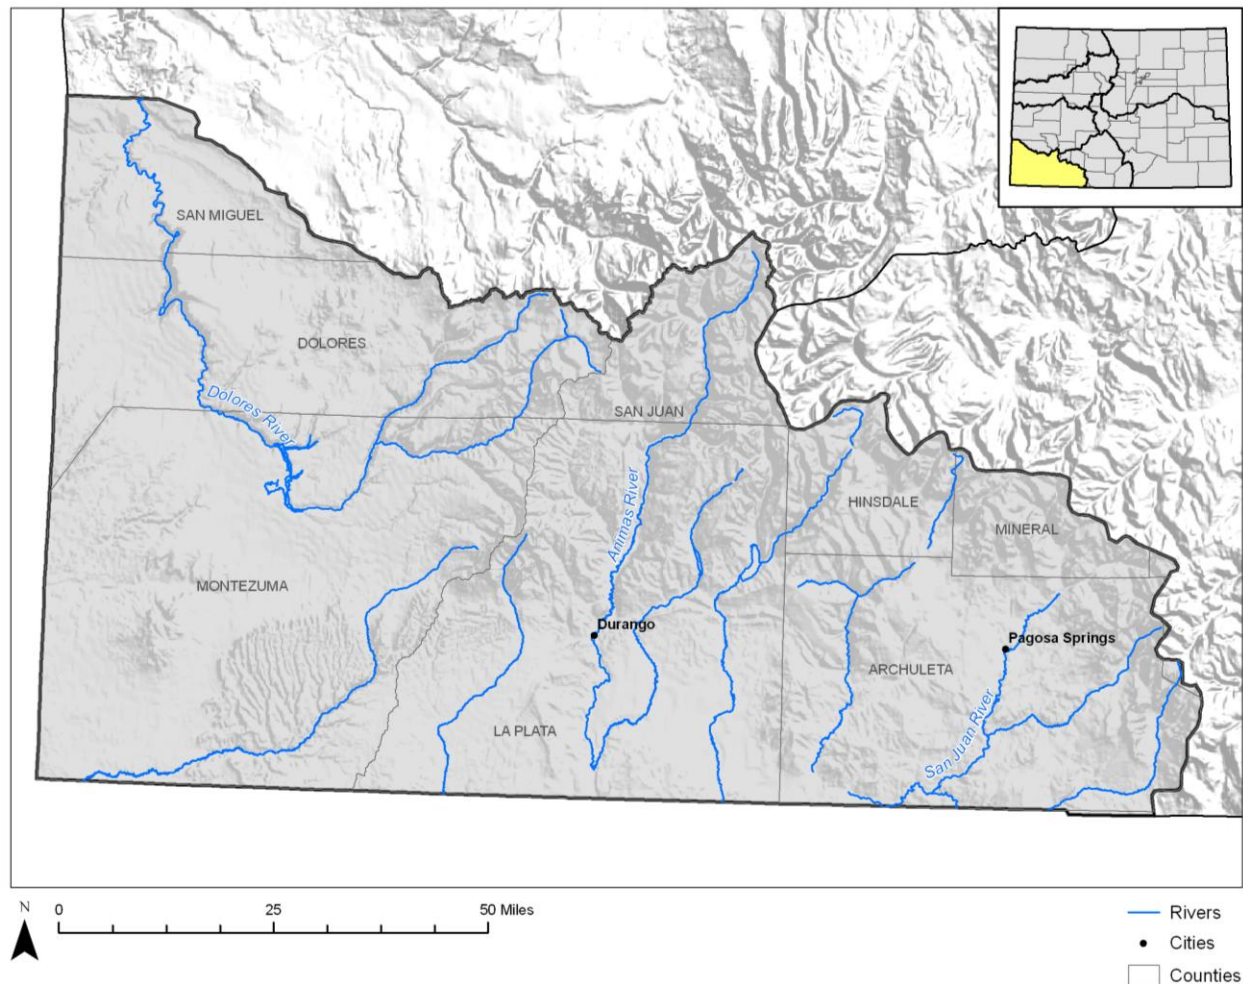 SAN MIGUEL
DOLORES
Dolores River
SAN JUAN
Animas River
HINSDALE
MINERAL
MONTEZUMA
Durango
Pagosa Springs
ARCHULETA
LA PLATA
San Juan River
N
0 25 50 Miles
Rivers
Cities
Counties